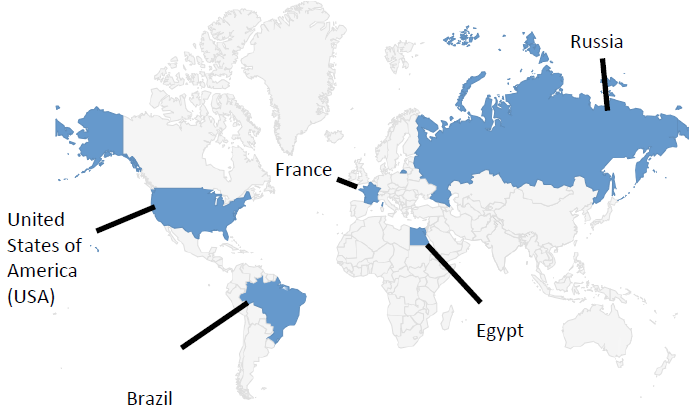 Russia
France
United
States of
America
(USA)
Egypt
Brazil